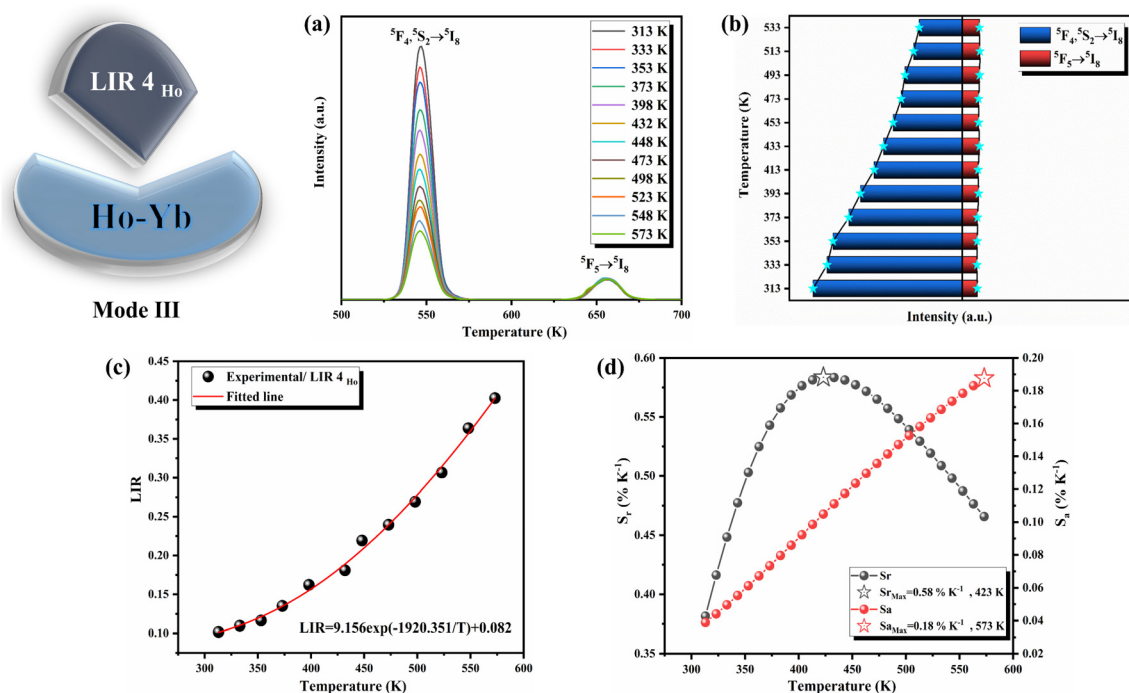 LIR 4 Ho
Ho-Yb
Mode III
(a)
⁵F₄,⁵S₂→⁵I₈
⁵F₅→⁵I₈
313 K
333 K
353 K
373 K
398 K
432 K
448 K
473 K
498 K
523 K
548 K
573 K
Intensity (a.u.)
500 550 600 650 700
Temperature (K)
(b)
⁵F₄,⁵S₂→⁵I₈
⁵F₅→⁵I₈
Temperature (K)
533
513
493
473
453
433
413
393
373
353
333
313
Intensity (a.u.)
(c)
Experimental/ LIR 4 Ho
Fitted line
LIR
0.45
0.40
0.35
0.30
0.25
0.20
0.15
0.10
LIR=9.156exp(-1920.351/T)+0.082
300 350 400 450 500 550 600
Temperature (K)
(d)
Sᵣ (% K⁻¹)
0.60
0.55
0.50
0.45
0.40
0.35
Sₐ (% K⁻¹)
0.20
0.18
0.16
0.14
0.12
0.10
0.08
0.06
0.04
0.02
Sr
Sr_Max=0.58 % K⁻¹ , 423 K
Sa
Sa_Max=0.18 % K⁻¹ , 573 K
300 350 400 450 500 550 600
Temperature (K)